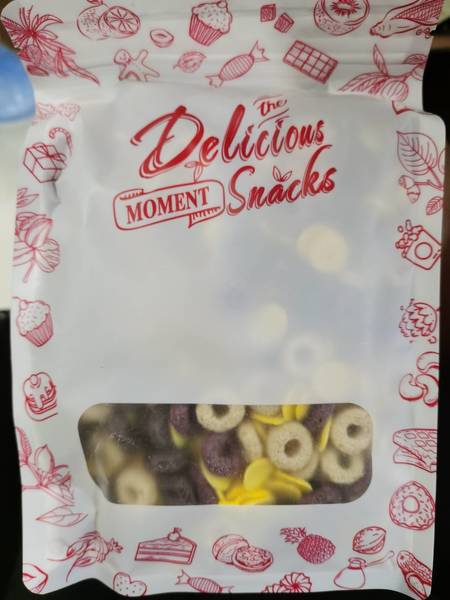 the
Delicious
MOMENT Snacks